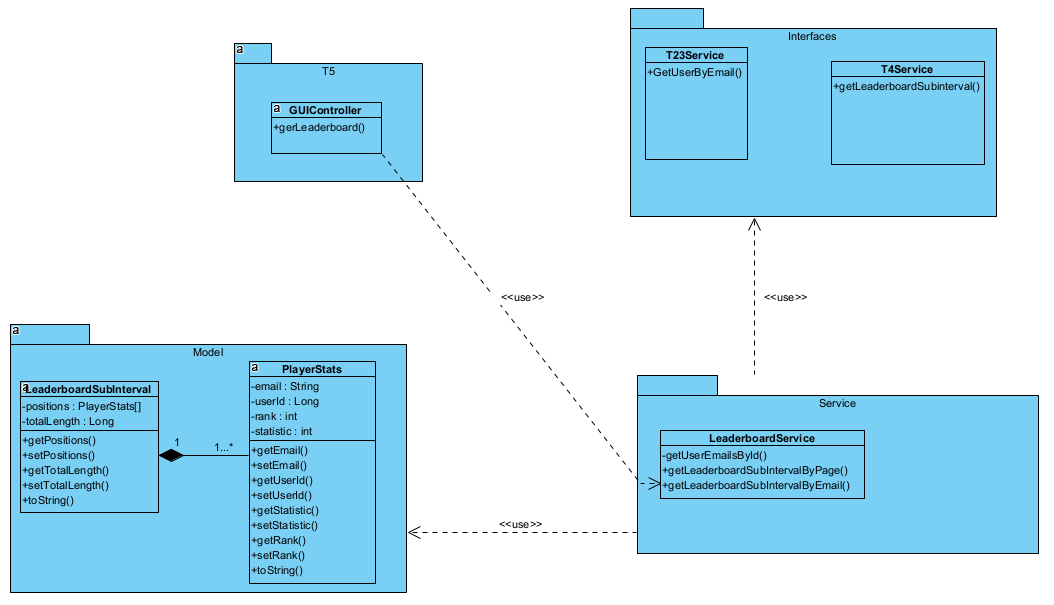 a
T5
a
GUIController
+gerLeaderboard()
Interfaces
T23Service
+GetUserByEmail()
T4Service
+getLeaderboardSubinterval()
<<use>>
<<use>>
a
Model
a
LeaderboardSubInterval
-positions : PlayerStats[]
-totalLength : Long
+getPositions()
+setPositions()
+getTotalLength()
+setTotalLength()
+toString()
1
1...*
a
PlayerStats
-email : String
-userId : Long
-rank : int
-statistic : int
+getEmail()
+setEmail()
+getUserId()
+setUserId()
+getStatistic()
+setStatistic()
+getRank()
+setRank()
+toString()
<<use>>
Service
LeaderboardService
-getUserEmailsById()
+getLeaderboardSubIntervalByPage()
+getLeaderboardSubIntervalByEmail()